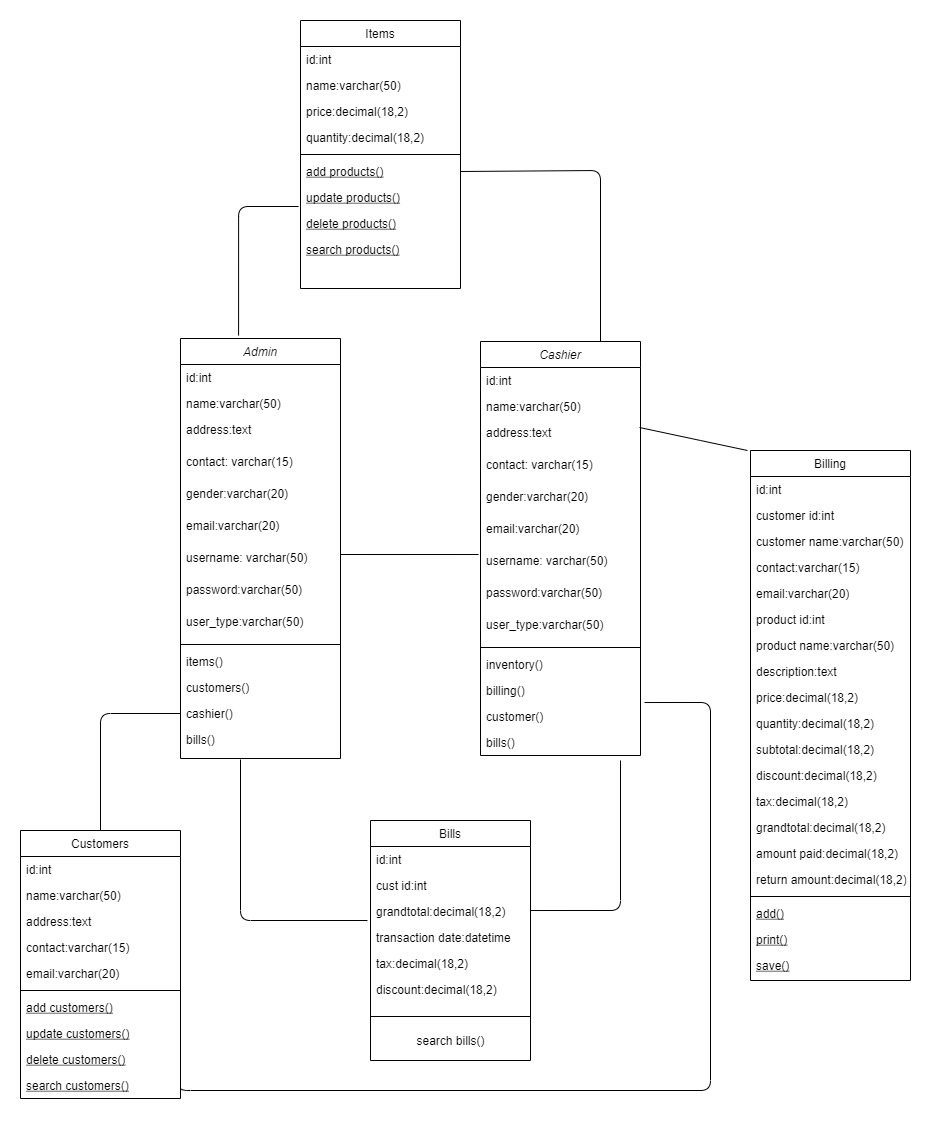 Items
id:int
name:varchar(50)
price:decimal(18,2)
quantity:decimal(18,2)
add products()
update products()
delete products()
search products()
Admin
id:int
name:varchar(50)
address:text
contact: varchar(15)
gender:varchar(20)
email:varchar(20)
username: varchar(50)
password:varchar(50)
user_type:varchar(50)
items()
customers()
cashier()
bills()
Cashier
id:int
name:varchar(50)
address:text
contact: varchar(15)
gender:varchar(20)
email:varchar(20)
username: varchar(50)
password:varchar(50)
user_type:varchar(50)
inventory()
billing()
customer()
bills()
Billing
id:int
customer id:int
customer name:varchar(50)
contact:varchar(15)
email:varchar(20)
product id:int
product name:varchar(50)
description:text
price:decimal(18,2)
quantity:decimal(18,2)
subtotal:decimal(18,2)
discount:decimal(18,2)
tax:decimal(18,2)
grandtotal:decimal(18,2)
amount paid:decimal(18,2)
return amount:decimal(18,2)
add()
print()
save()
Customers
id:int
name:varchar(50)
address:text
contact:varchar(15)
email:varchar(20)
add customers()
update customers()
delete customers()
search customers()
Bills
id:int
cust id:int
grandtotal:decimal(18,2)
transaction date:datetime
tax:decimal(18,2)
discount:decimal(18,2)
search bills()